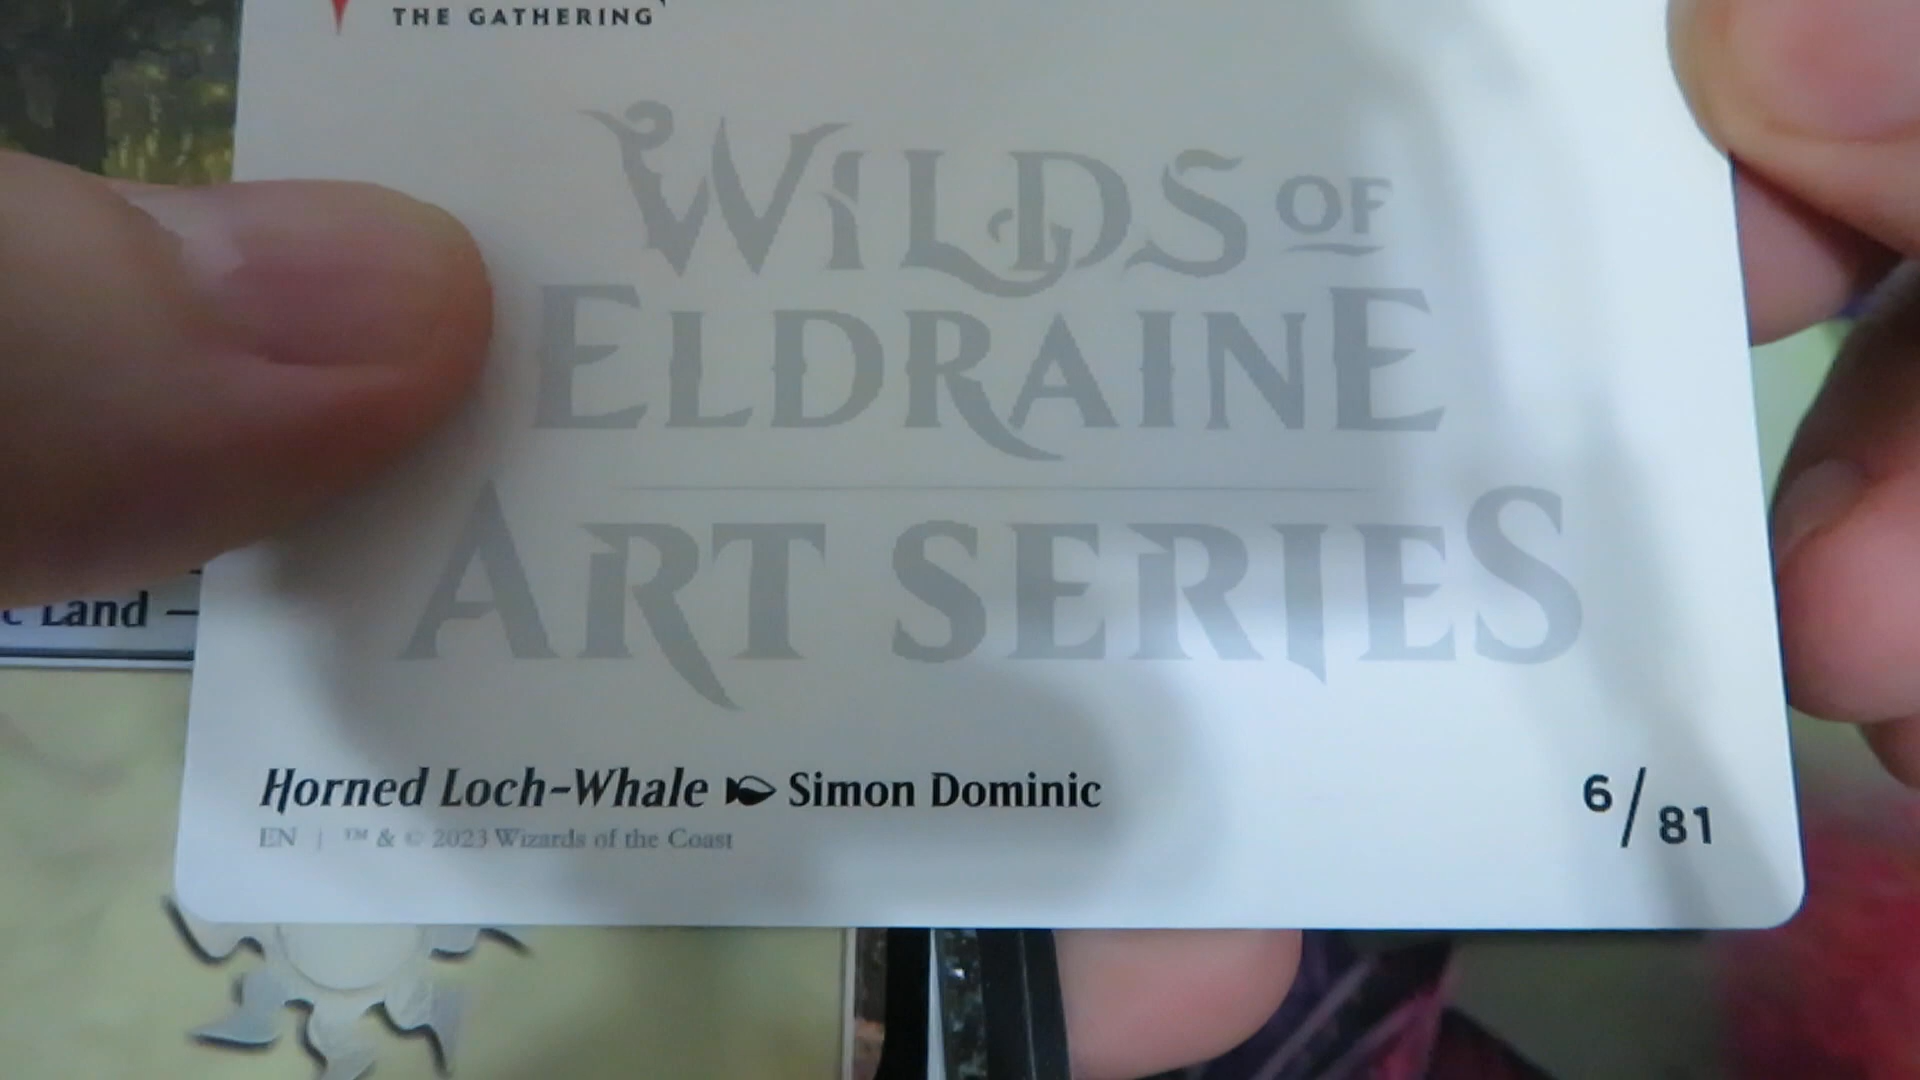 THE GATHERING
WILDS OF
ELDRAINE
ART SERIES
Land —
Horned Loch-Whale Simon Dominic
6/81
EN | ™ & © 2023 Wizards of the Coast